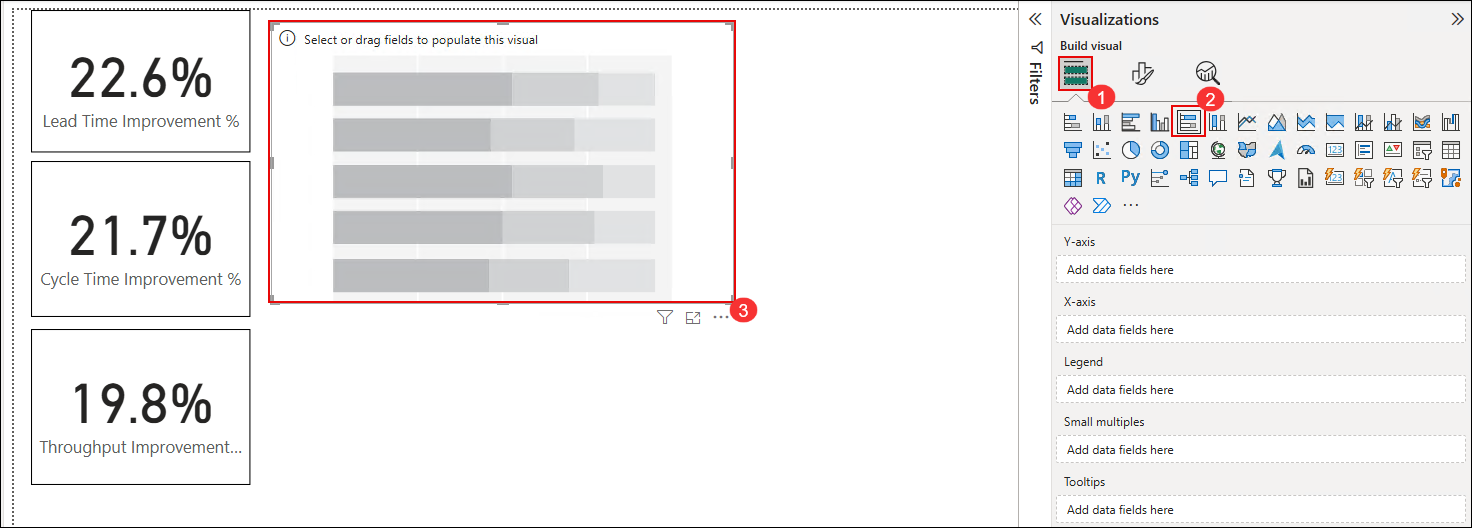 22.6%
Lead Time Improvement %
21.7%
Cycle Time Improvement %
19.8%
Throughput Improvement...
Select or drag fields to populate this visual
3
Filters
Visualizations
Build visual
1
2
123
R
Py
123
Y-axis
Add data fields here
X-axis
Add data fields here
Legend
Add data fields here
Small multiples
Add data fields here
Tooltips
Add data fields here